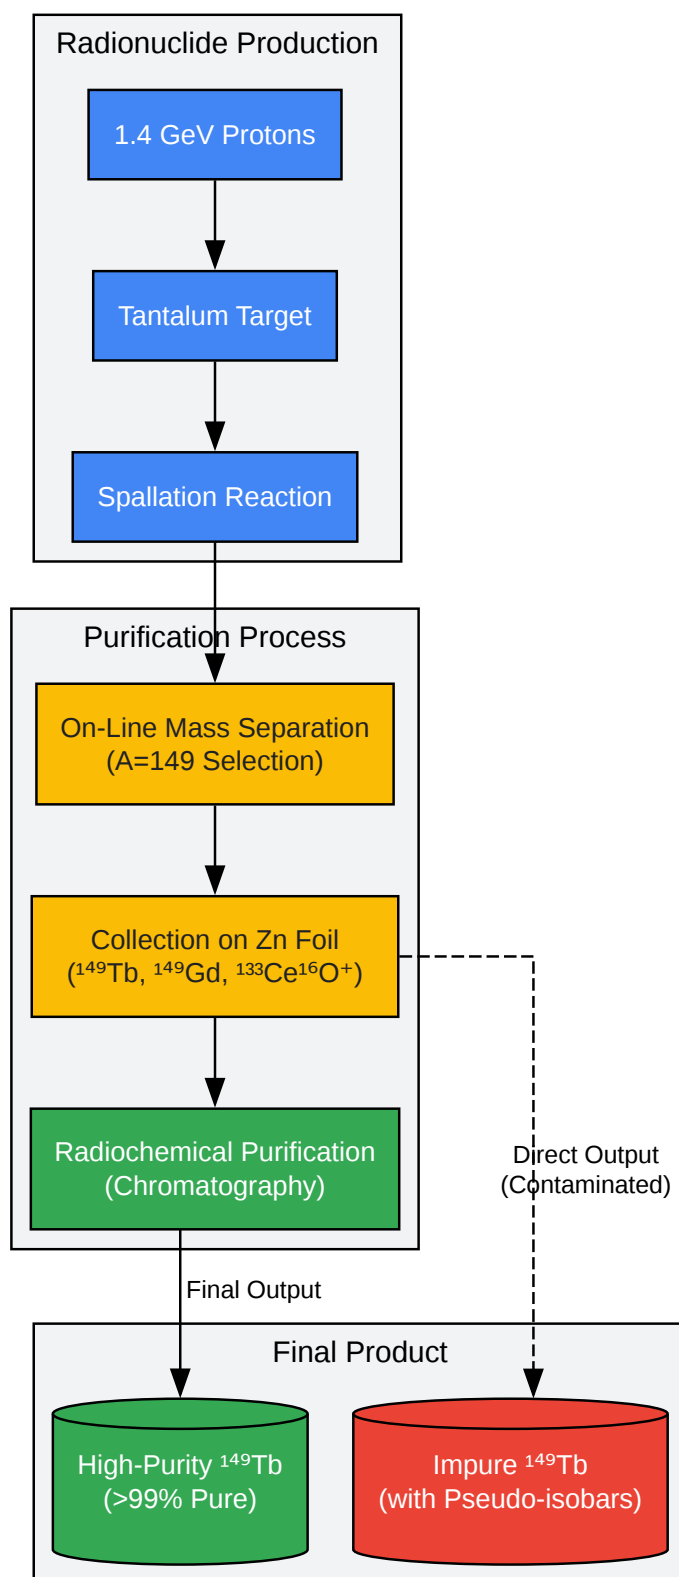 Radionuclide Production
1.4 GeV Protons
Tantalum Target
Spallation Reaction
Purification Process
On-Line Mass Separation
(A=149 Selection)
Collection on Zn Foil
(¹⁴⁹Tb, ¹⁴⁹Gd, ¹³³Ce¹⁶O⁺)
Radiochemical Purification
(Chromatography)
Direct Output
(Contaminated)
Final Output
Final Product
High-Purity ¹⁴⁹Tb
(>99% Pure)
Impure ¹⁴⁹Tb
(with Pseudo-isobars)